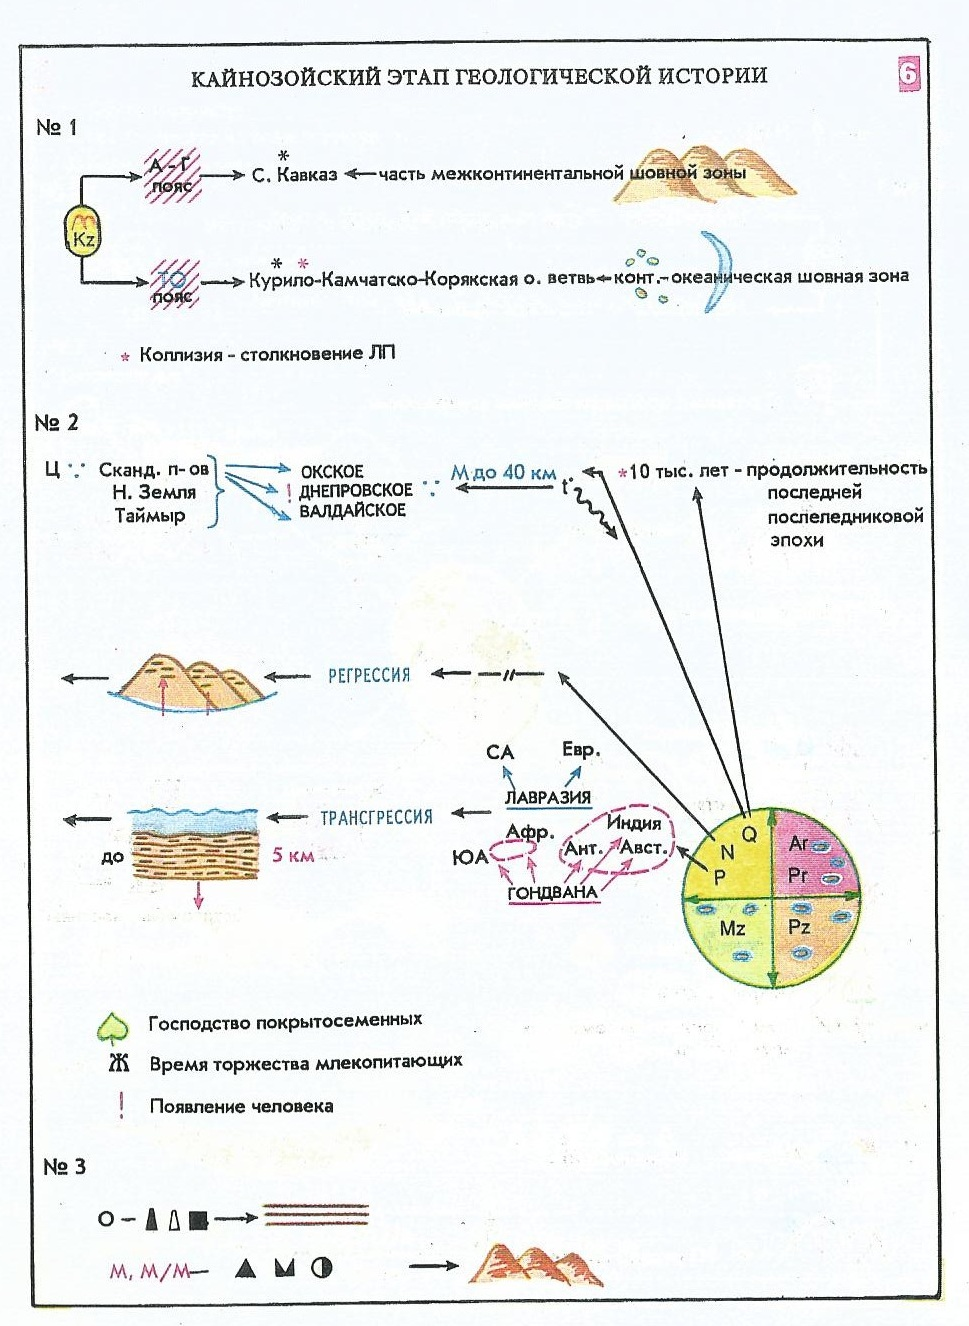 КАЙНОЗОЙСКИЙ ЭТАП ГЕОЛОГИЧЕСКОЙ ИСТОРИИ
6
№ 1
А - Г пояс
С. Кавказ
часть межконтинентальной шовной зоны
Kz
ТО пояс
Курило-Камчатско-Корякская о. ветвь
конт.-океаническая шовная зона
* Коллизия - столкновение ЛП
№ 2
Ц
Сканд. п-ов
Н. Земля
Таймыр
ОКСКОЕ
! ДНЕПРОВСКОЕ
ВАЛДАЙСКОЕ
М до 40 км
t°
*10 тыс. лет - продолжительность
последней
послеледниковой
эпохи
РЕГРЕССИЯ
СА
Евр.
ЛАВРАЗИЯ
ТРАНСГРЕССИЯ
до
5 км
Афр.
Индия
ЮА
Ант.
Авст.
ГОНДВАНА
Q
N
P
Ar
Pr
Mz
Pz
Господство покрытосеменных
Ж Время торжества млекопитающих
! Появление человека
№ 3
О -
М, М/М-